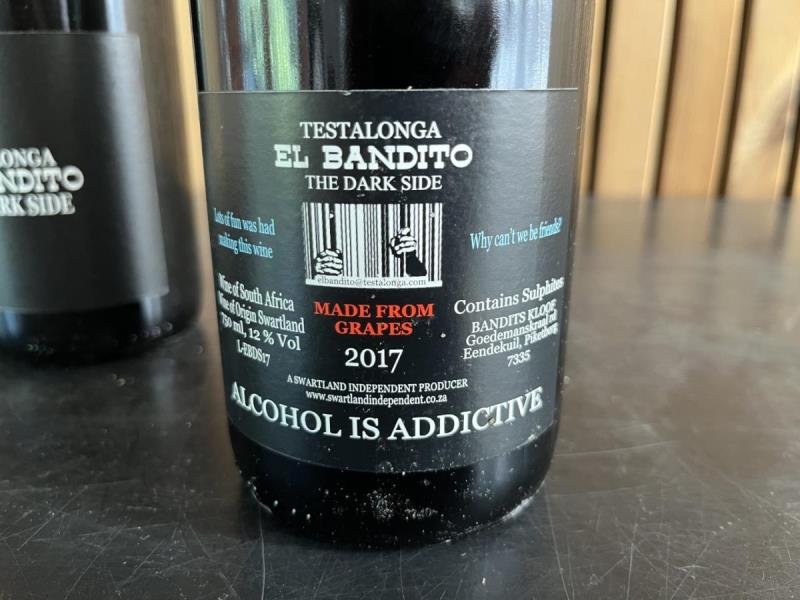 ONGA
NDITO
RK SIDE
TESTALONGA
EL BANDITO
THE DARK SIDE
Lots of fun was had
making this wine
elbandito@testalonga.com
Why can't we be friends?
Wine of South Africa
Wine of Origin Swartland
750 ml, 12 % Vol
L-EBDS17
MADE FROM
GRAPES
2017
Contains Sulphites
BANDITS KLOOF
Goedemanskraal rd
Eendekuil, Piketberg
7335
A SWARTLAND INDEPENDENT PRODUCER
www.swartlandindependent.co.za
ALCOHOL IS ADDICTIVE